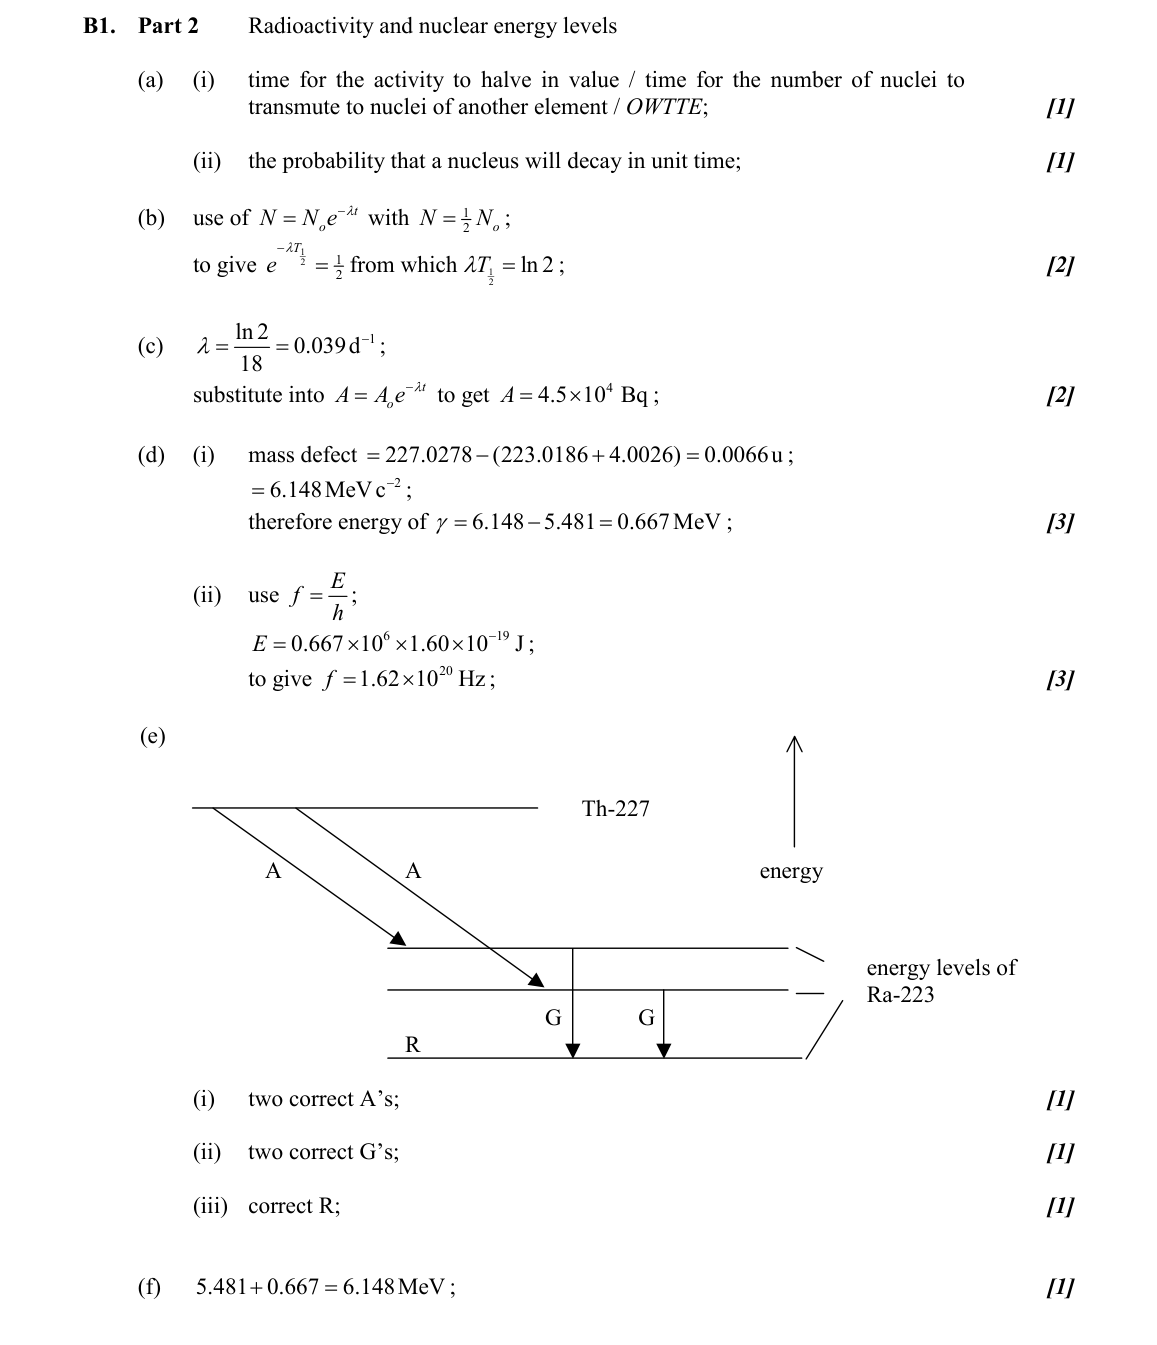 B1. Part 2 Radioactivity and nuclear energy levels
(a) (i) time for the activity to halve in value / time for the number of nuclei to
transmute to nuclei of another element / OWTTE; [1]
(ii) the probability that a nucleus will decay in unit time; [1]
(b) use of N = N_o e^{−λt} with N = ½ N_o ;
to give e^{−λT_{1/2}} = ½ from which λT_{1/2} = ln 2 ; [2]
(c) λ = ln 2 / 18 = 0.039 d⁻¹ ;
substitute into A = A_o e^{−λt} to get A = 4.5×10⁴ Bq ; [2]
(d) (i) mass defect = 227.0278 − (223.0186 + 4.0026) = 0.0066 u ;
= 6.148 MeV c⁻² ;
therefore energy of γ = 6.148 − 5.481 = 0.667 MeV ; [3]
(ii) use f = E / h ;
E = 0.667 ×10⁶ ×1.60×10⁻¹⁹ J ;
to give f = 1.62×10²⁰ Hz ; [3]
(e)
Th-227
A A energy
energy levels of
Ra-223
G G
R
(i) two correct A's; [1]
(ii) two correct G's; [1]
(iii) correct R; [1]
(f) 5.481 + 0.667 = 6.148 MeV ; [1]